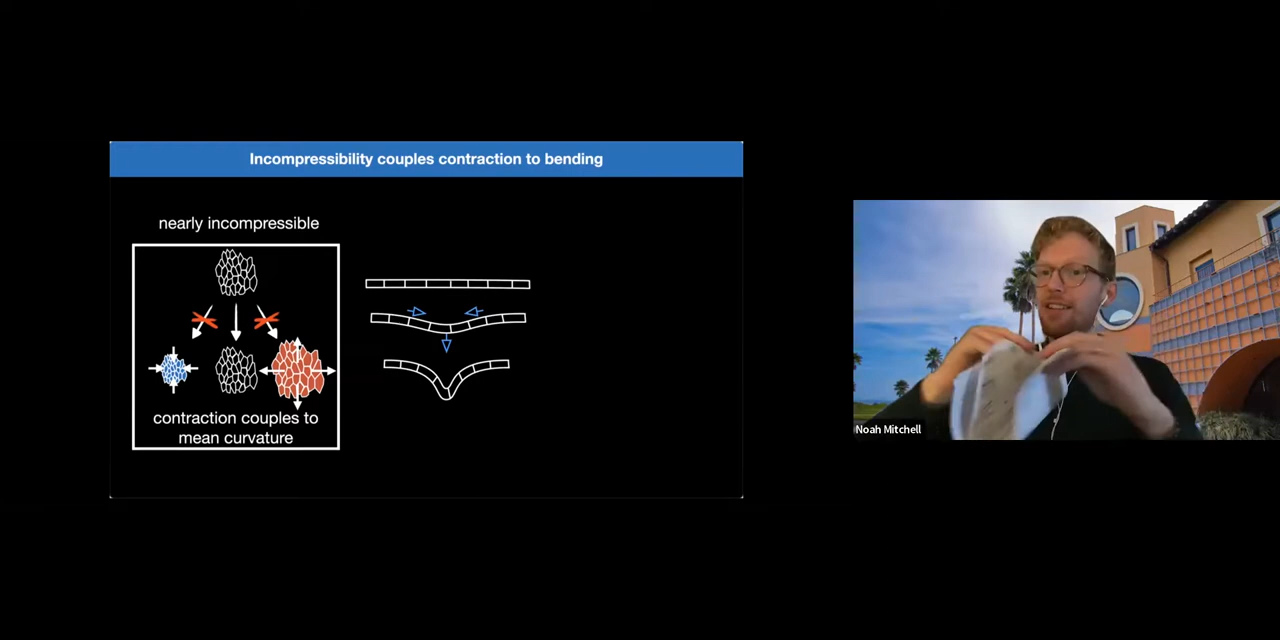 Incompressibility couples contraction to bending
nearly incompressible
contraction couples to
mean curvature
Noah Mitchell